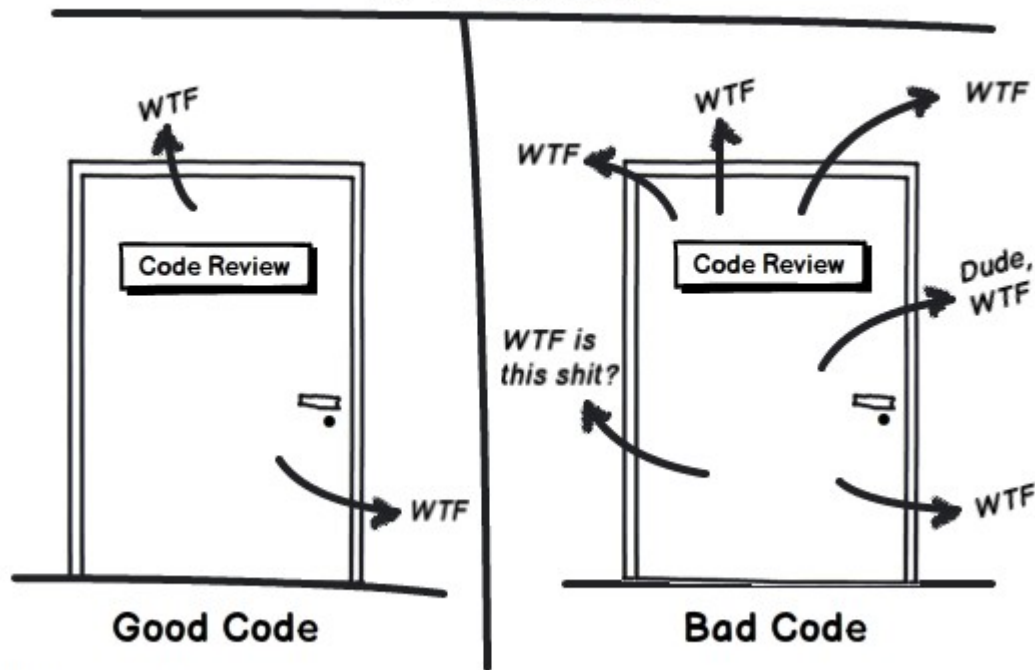 WTF
Code Review
WTF
Good Code
WTF
WTF
WTF
Code Review
Dude,
WTF
WTF is
this shit?
WTF
Bad Code